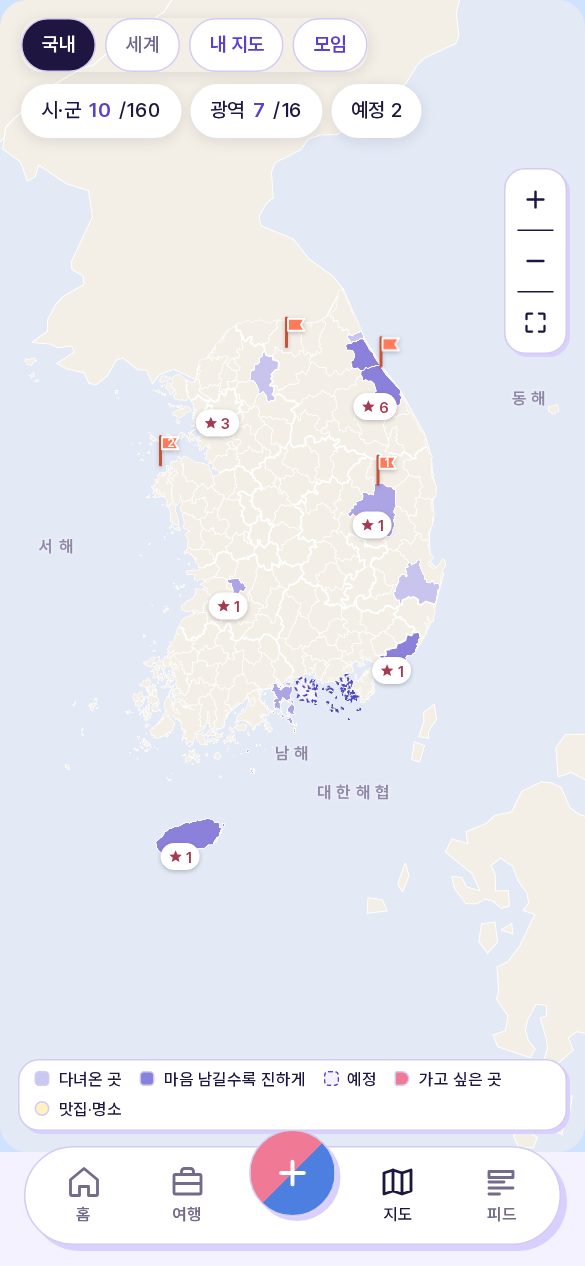 국내 세계 내 지도 모임
시·군 10 /160 광역 7 /16 예정 2
+
−
동해
★ 6
★ 3
2
1
★ 1
서해
★ 1
★ 1
남해
대한해협
★ 1
다녀온 곳 마음 남길수록 진하게 예정 가고 싶은 곳
맛집·명소
+
홈 여행 지도 피드